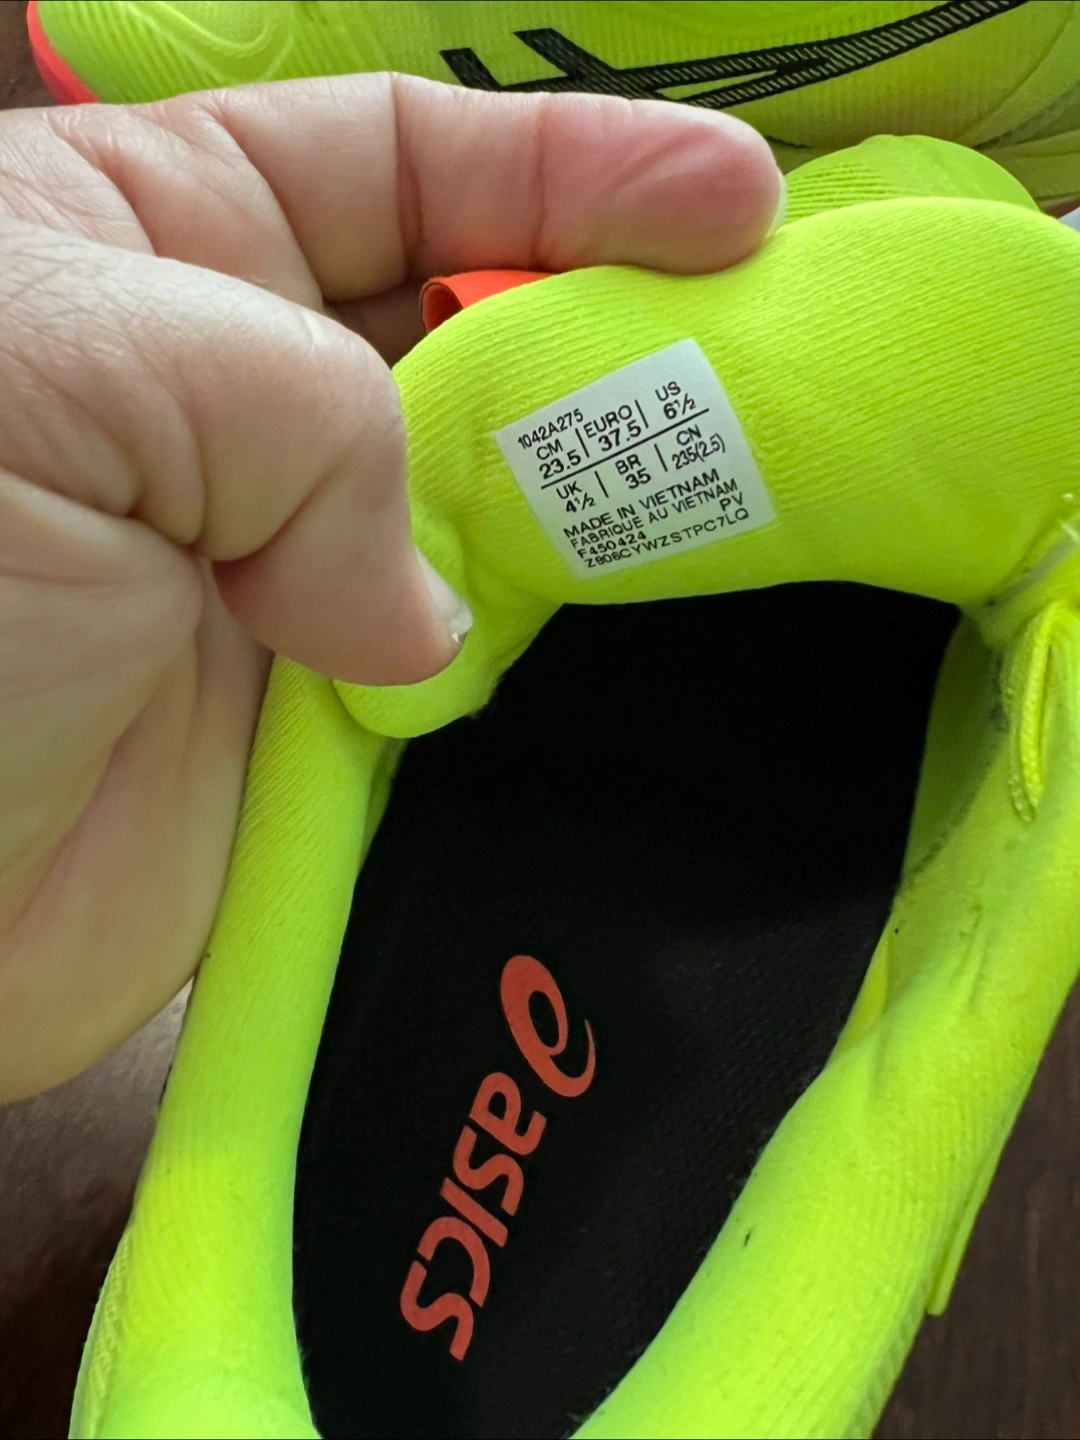 1042A275
CM | EURO | US
23.5 | 37.5 | 6½
UK | BR | CN
4½ | 35 | 235(2.5)
MADE IN VIETNAM
FABRIQUE AU VIETNAM
F450424 PV
Z606CYWZSTPC7LQ
asics